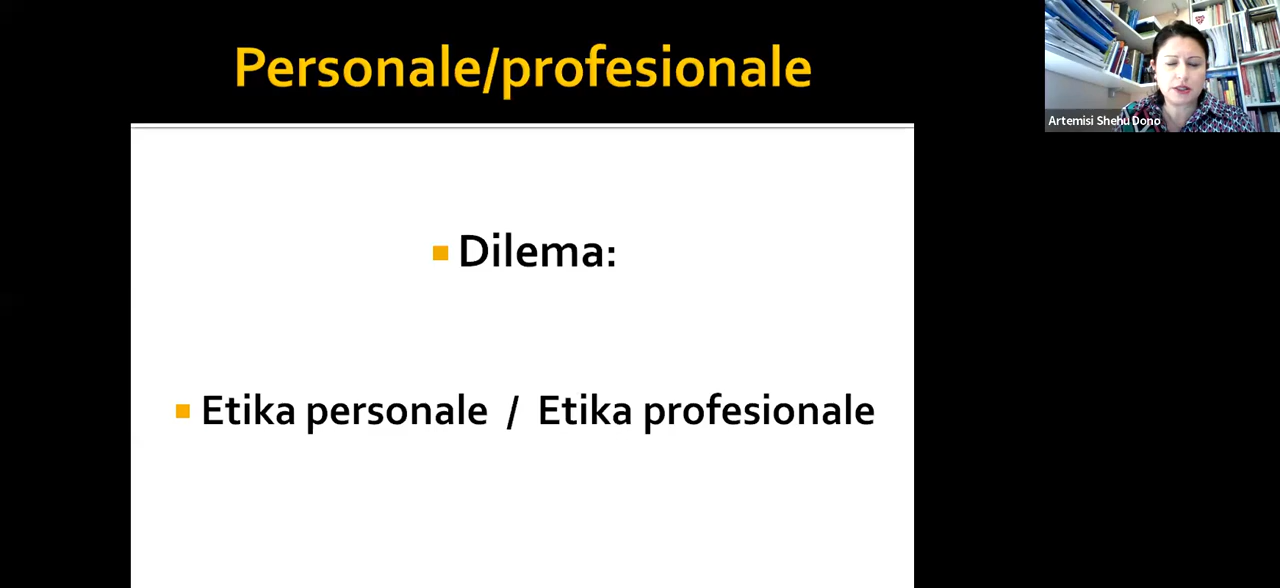 Personale/profesionale
Artemisi Shehu Dono
Dilema:
Etika personale / Etika profesionale